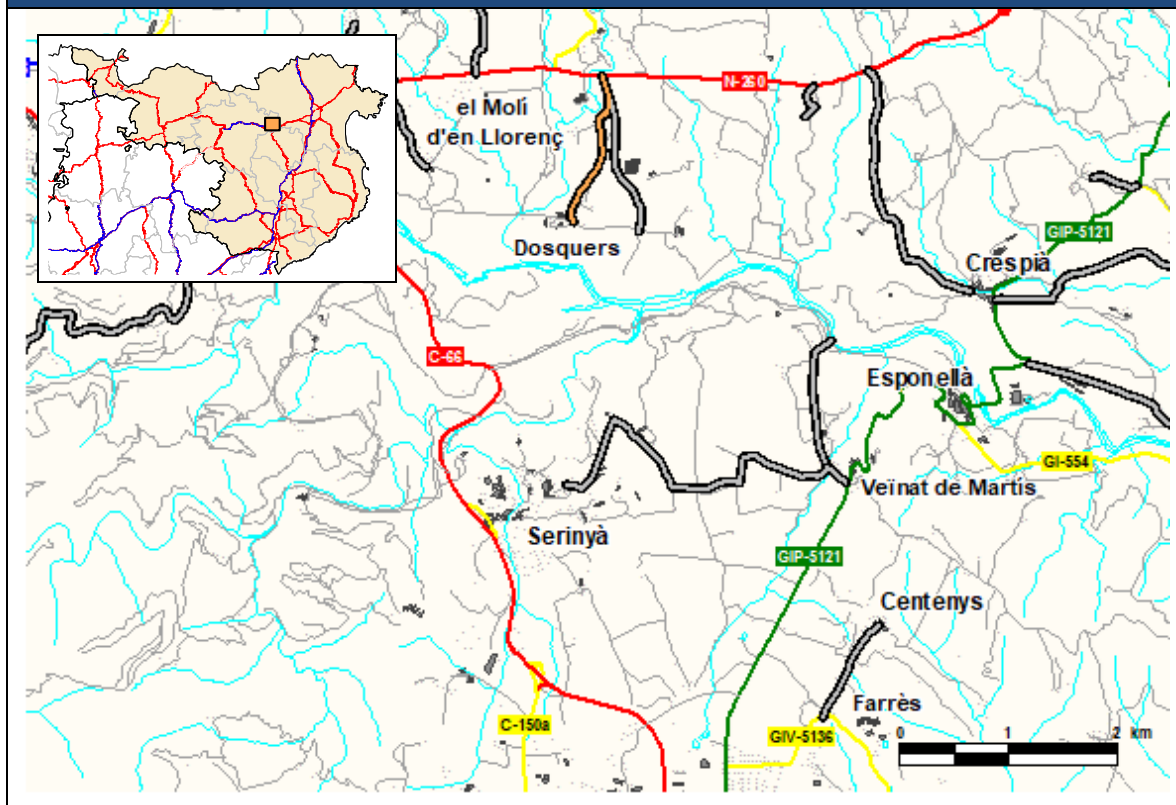 N-260
el Molí
d'en Llorenç
Dosquers
GIP-5121
Crespià
C-66
Esponellà
GI-554
Veïnat de Martís
Serinyà
GIP-5121
Centenys
Farrès
C-150a
GIV-5136
0 1 2 km